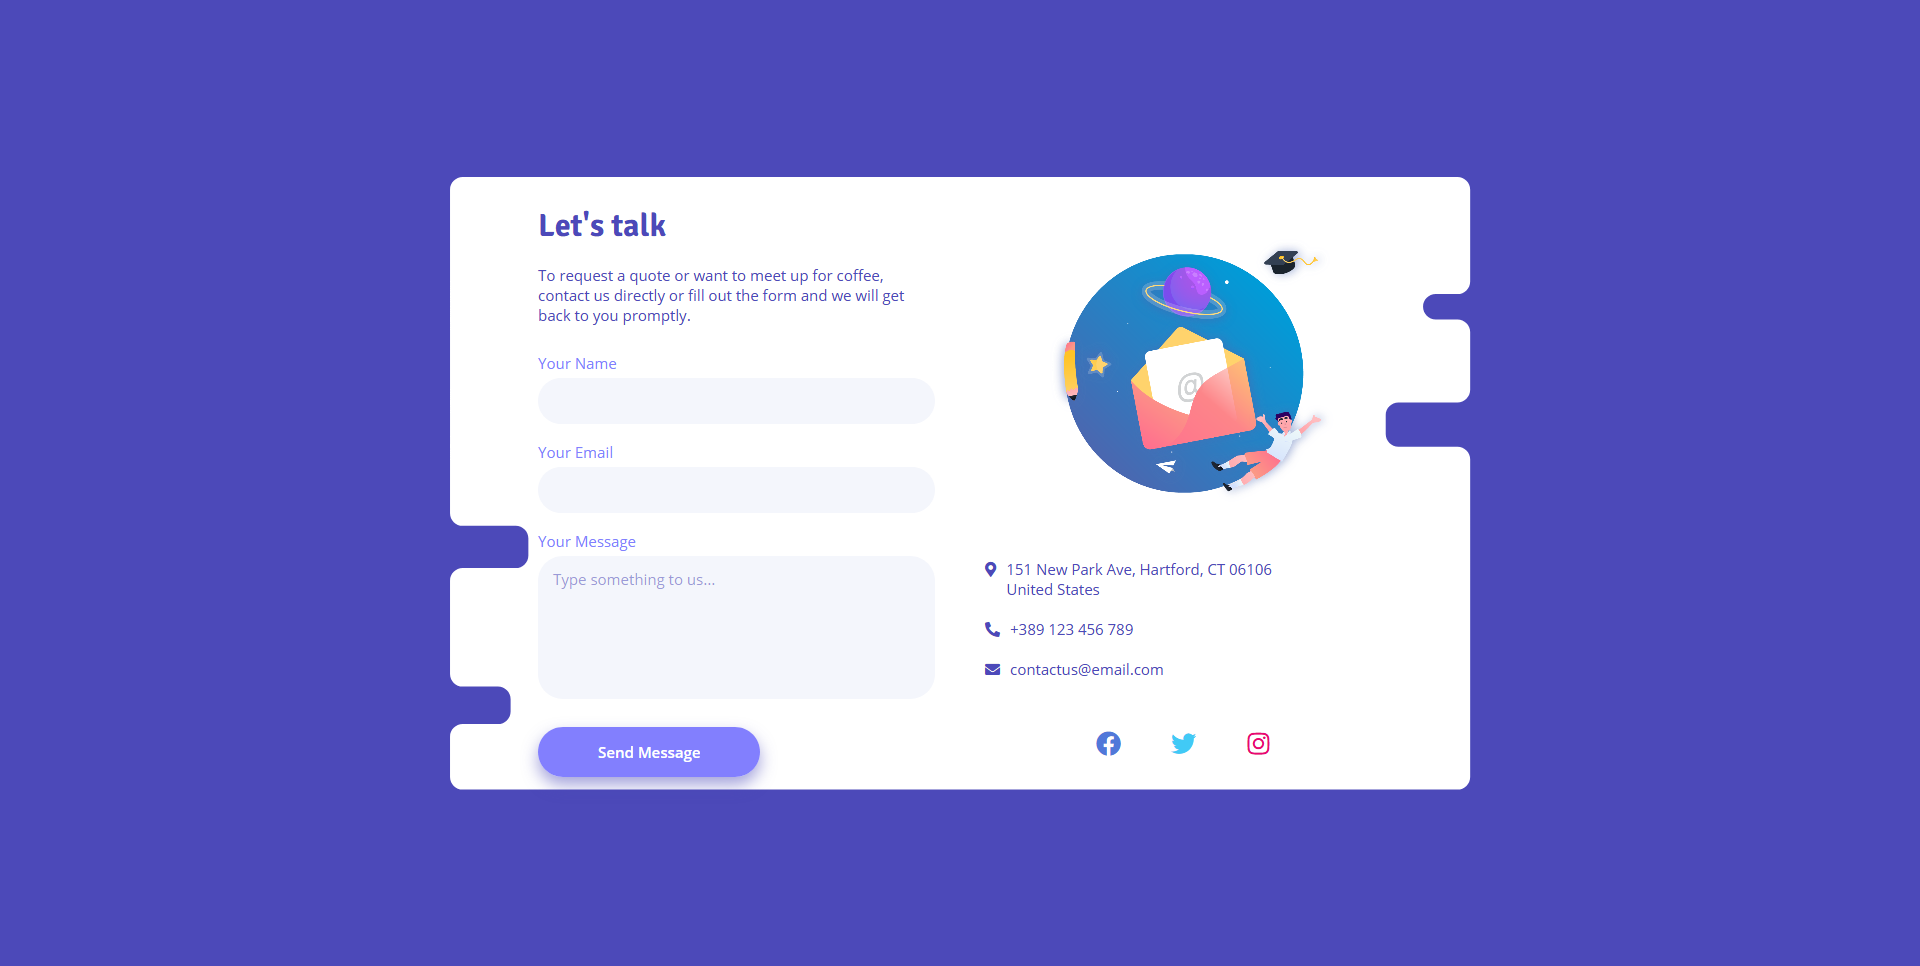 Let's talk
To request a quote or want to meet up for coffee,
contact us directly or fill out the form and we will get
back to you promptly.
Your Name
Your Email
Your Message
Type something to us...
Send Message
@
151 New Park Ave, Hartford, CT 06106
United States
+389 123 456 789
contactus@email.com